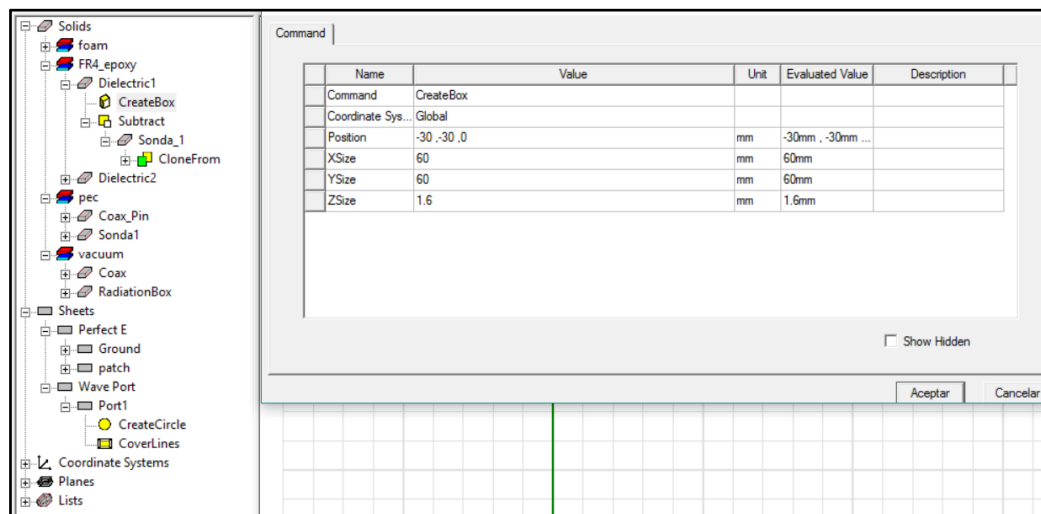 Solids
foam
FR4_epoxy
Dielectric1
CreateBox
Subtract
Sonda_1
CloneFrom
Dielectric2
pec
Coax_Pin
Sonda1
vacuum
Coax
RadiationBox
Sheets
Perfect E
Ground
patch
Wave Port
Port1
CreateCircle
CoverLines
Coordinate Systems
Planes
Lists
Command
Name Value Unit Evaluated Value Description
Command CreateBox
Coordinate Sys... Global
Position -30 ,-30 ,0 mm -30mm , -30mm ...
XSize 60 mm 60mm
YSize 60 mm 60mm
ZSize 1.6 mm 1.6mm
Show Hidden
Aceptar Cancelar